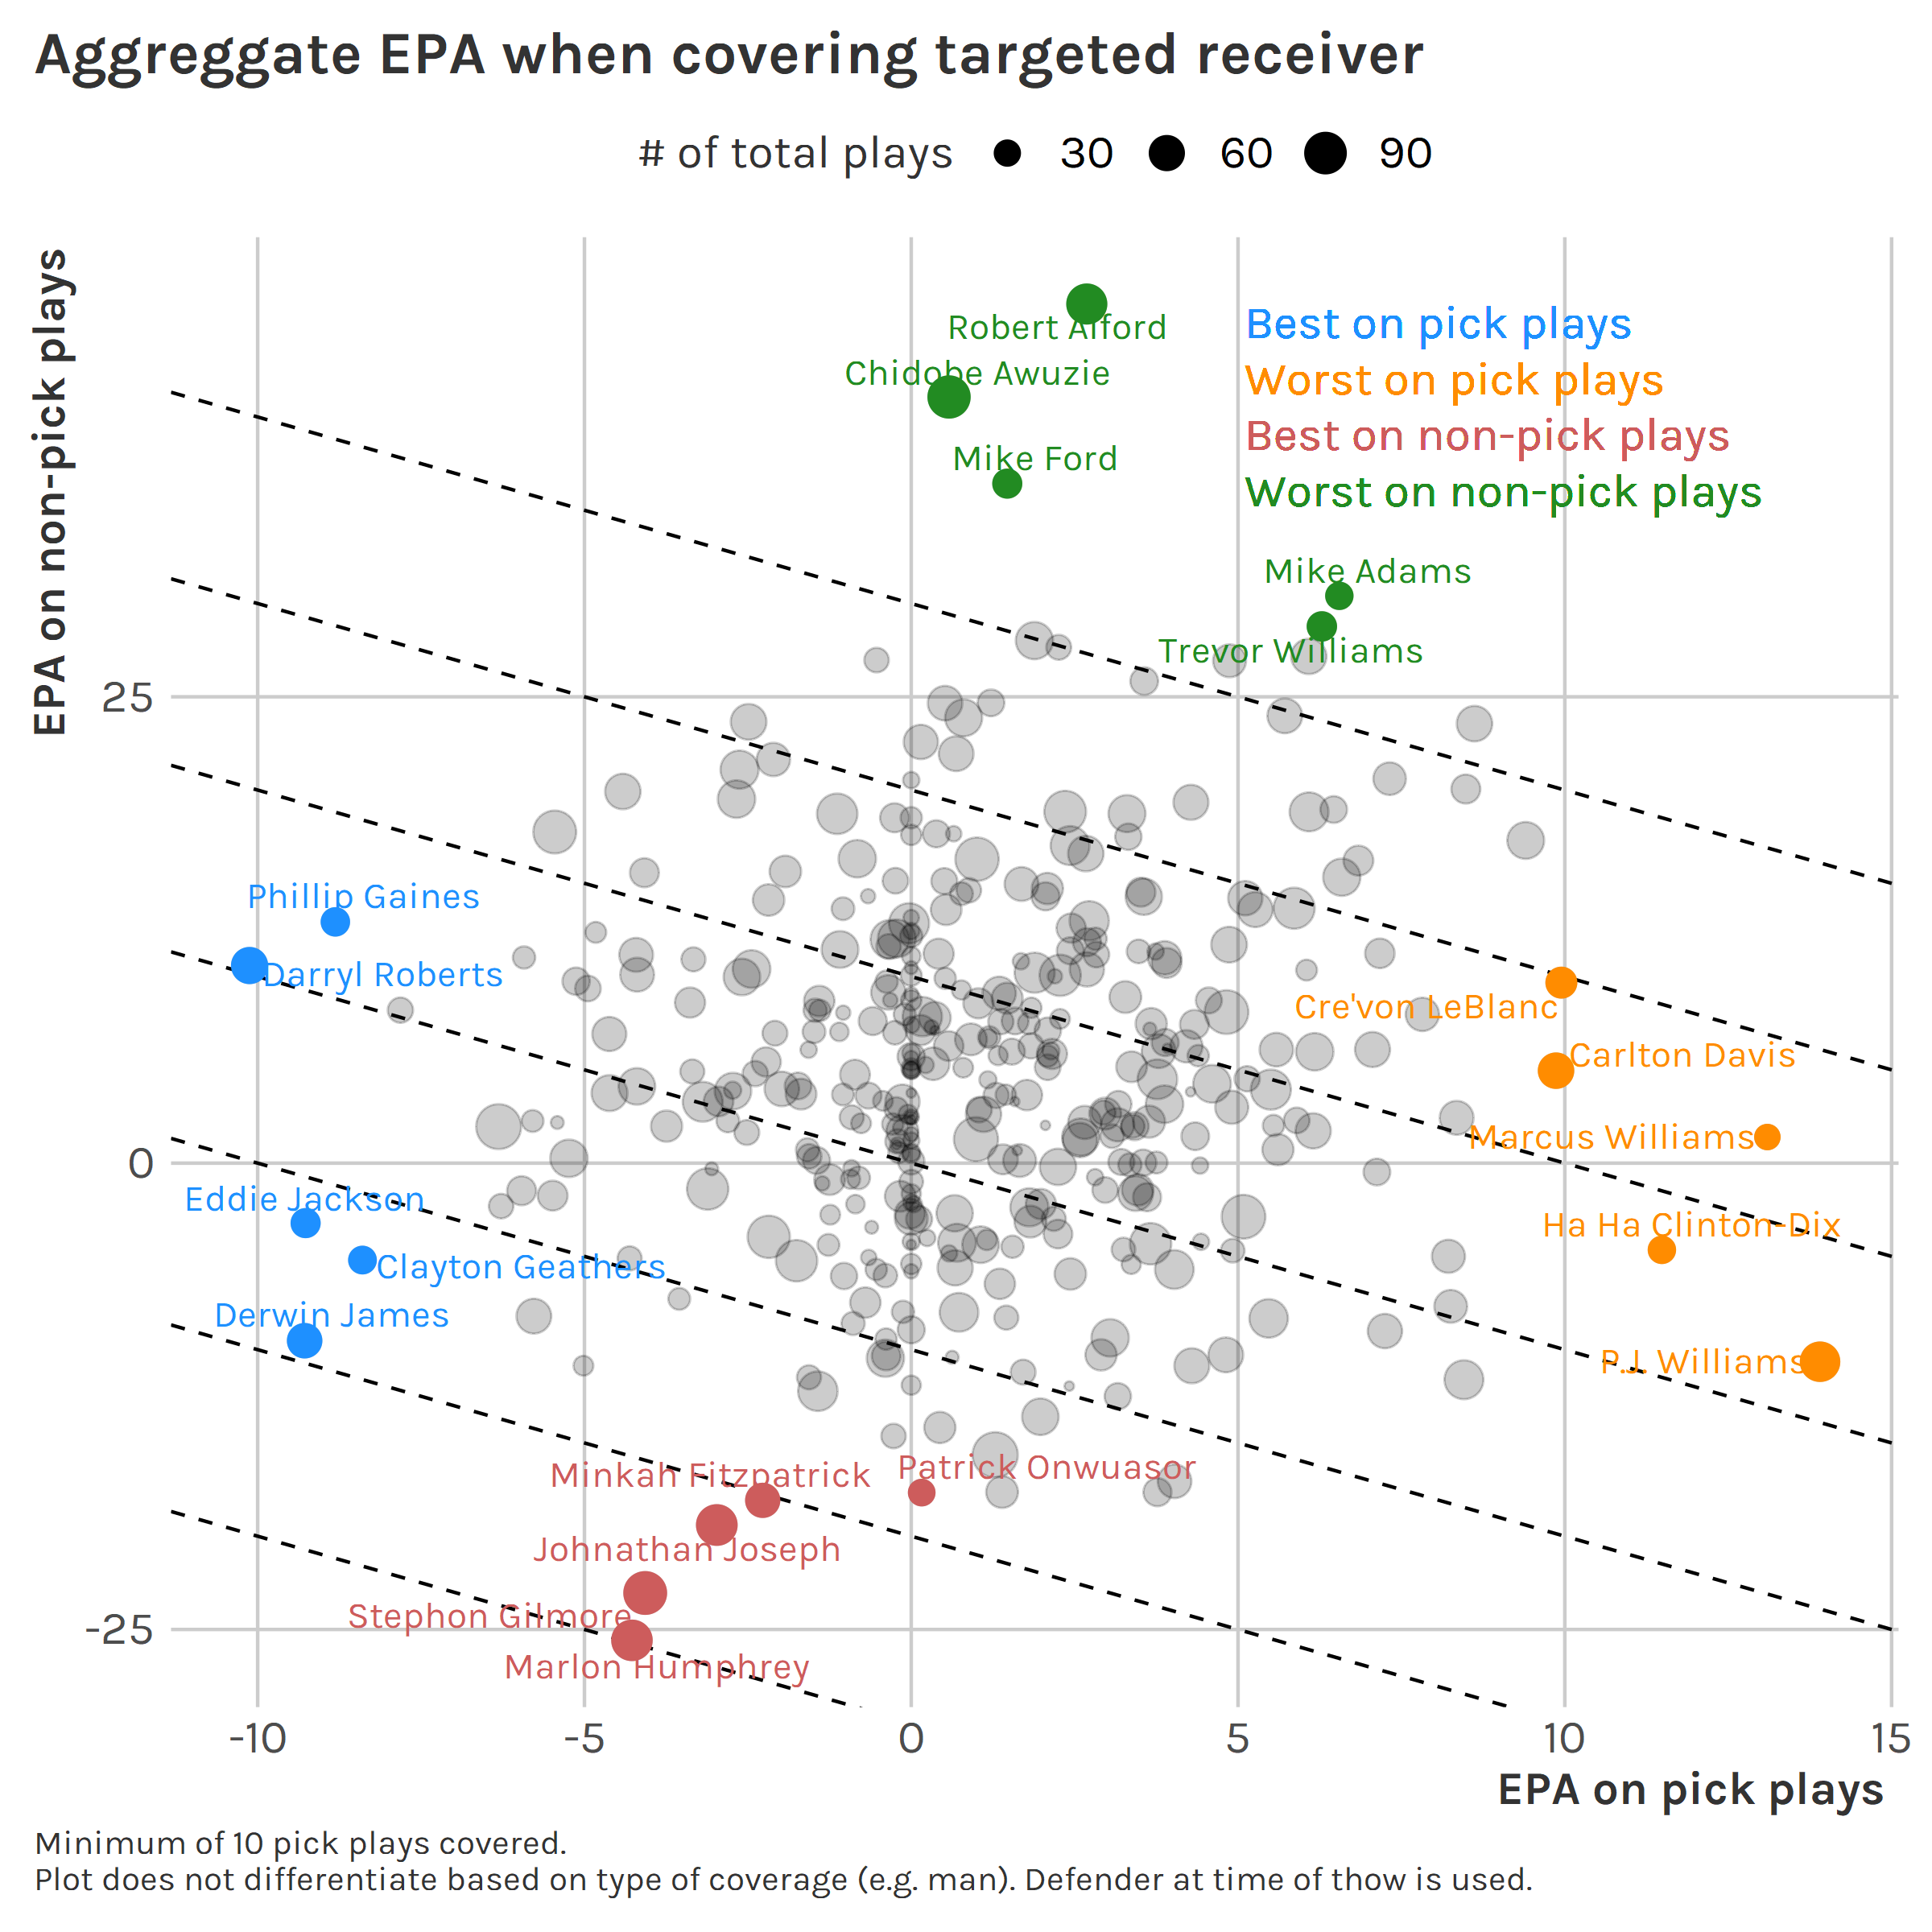 Aggreggate EPA when covering targeted receiver
# of total plays 30 60 90
EPA on non-pick plays
Robert Alford
Chidobe Awuzie
Mike Ford
Best on pick plays
Worst on pick plays
Best on non-pick plays
Worst on non-pick plays
Mike Adams
Trevor Williams
25
Phillip Gaines
Darryl Roberts
Cre'von LeBlanc
Carlton Davis
Marcus Williams
0
Eddie Jackson
Ha Ha Clinton-Dix
Clayton Geathers
Derwin James
P.J. Williams
Patrick Onwuasor
Minkah Fitzpatrick
Johnathan Joseph
Stephon Gilmore
-25
Marlon Humphrey
-10 -5 0 5 10 15
EPA on pick plays
Minimum of 10 pick plays covered.
Plot does not differentiate based on type of coverage (e.g. man). Defender at time of thow is used.